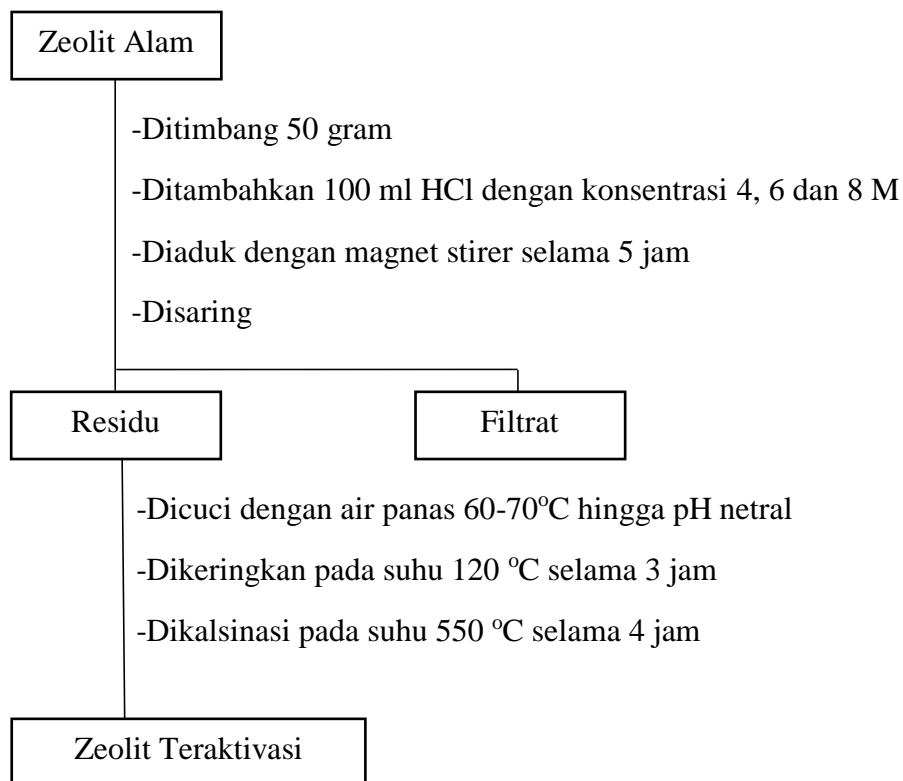 Zeolit Alam
-Ditimbang 50 gram
-Ditambahkan 100 ml HCl dengan konsentrasi 4, 6 dan 8 M
-Diaduk dengan magnet stirer selama 5 jam
-Disaring
Residu
Filtrat
-Dicuci dengan air panas 60-70°C hingga pH netral
-Dikeringkan pada suhu 120 °C selama 3 jam
-Dikalsinasi pada suhu 550 °C selama 4 jam
Zeolit Teraktivasi